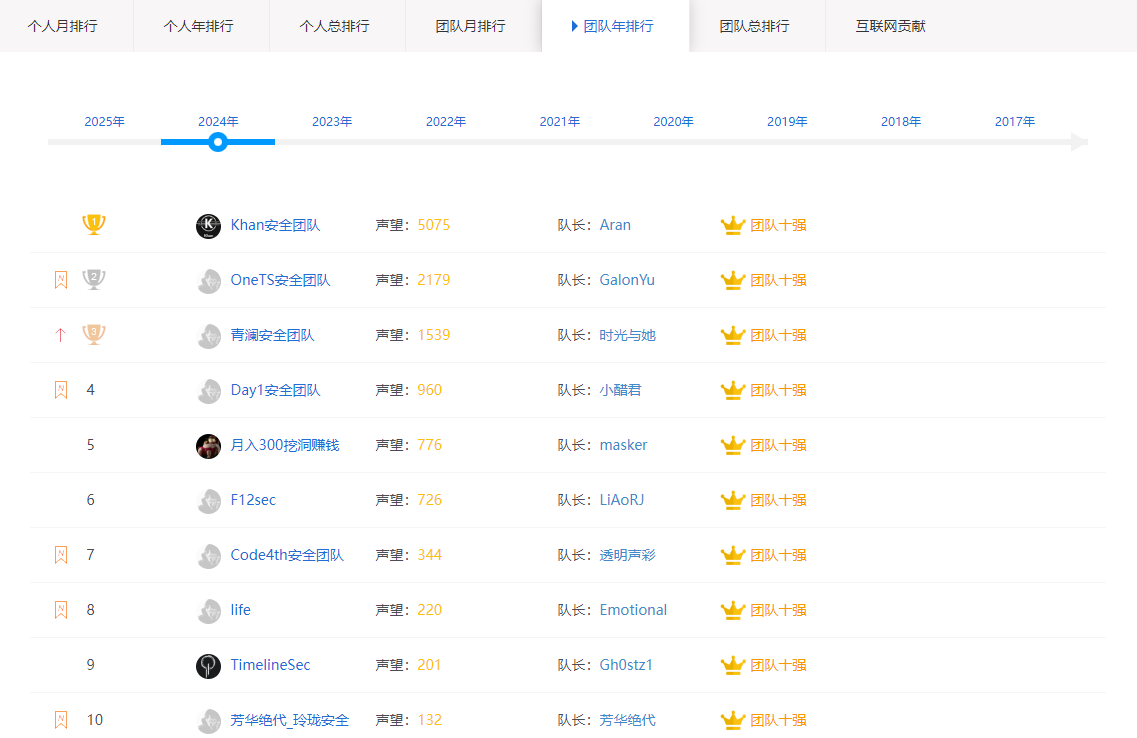 个人月排行 个人年排行 个人总排行 团队月排行 团队年排行 团队总排行 互联网贡献
2025年 2024年 2023年 2022年 2021年 2020年 2019年 2018年 2017年
1 K Khan Khan安全团队 声望：5075 队长：Aran 团队十强
N 2 OneTS安全团队 声望：2179 队长：GalonYu 团队十强
3 青澜安全团队 声望：1539 队长：时光与她 团队十强
N 4 Day1安全团队 声望：960 队长：小醋君 团队十强
5 月入300挖洞赚钱 声望：776 队长：masker 团队十强
6 F12sec 声望：726 队长：LiAoRJ 团队十强
N 7 Code4th安全团队 声望：344 队长：透明声彩 团队十强
N 8 life 声望：220 队长：Emotional 团队十强
9 TimelineSec 声望：201 队长：Gh0stz1 团队十强
N 10 芳华绝代_玲珑安全 声望：132 队长：芳华绝代 团队十强